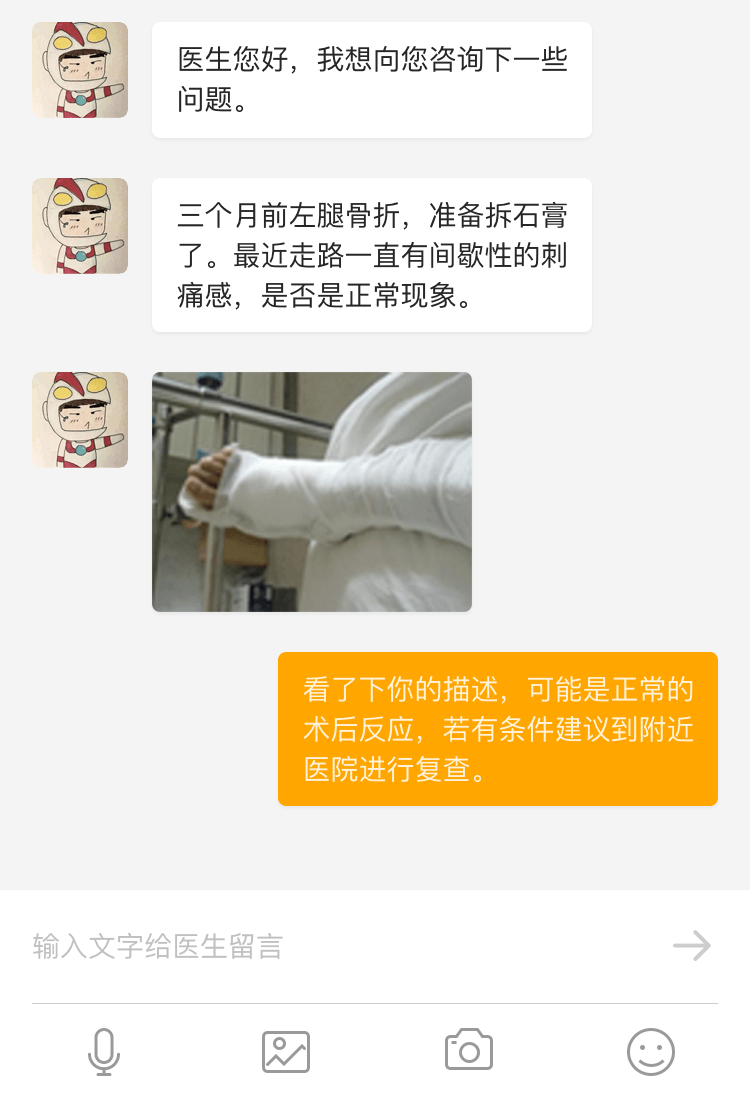 医生您好，我想向您咨询下一些
问题。
三个月前左腿骨折，准备拆石膏
了。最近走路一直有间歇性的刺
痛感，是否是正常现象。
看了下你的描述，可能是正常的
术后反应，若有条件建议到附近
医院进行复查。
输入文字给医生留言